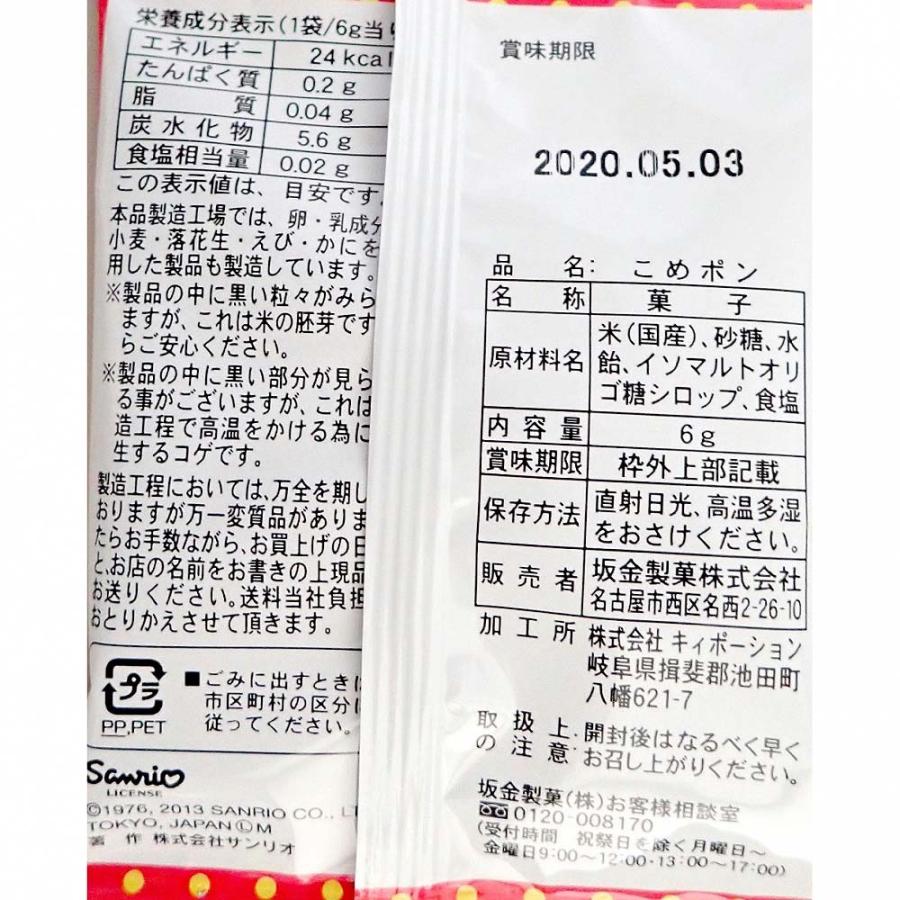 栄養成分表示(1袋/6g当り
エネルギー 24kcal
たんぱく質 0.2g
脂質 0.04g
炭水化物 5.6g
食塩相当量 0.02g
この表示値は、目安です。
本品製造工場では、卵・乳成分
小麦・落花生・えび・かにを
用した製品も製造しています。
※製品の中に黒い粒々がみら
ますが、これは米の胚芽です
らご安心ください。
※製品の中に黒い部分が見ら
る事がございますが、これは
造工程で高温をかける為に
生するコゲです。
製造工程においては、万全を期し
おりますが万一変質品がありま
たらお手数ながら、お買上げの日
と、お店の名前をお書きの上現品
お送りください。送料当社負担
おとりかえさせて頂きます。
プラ
PP,PET
■ごみに出すときは
市区町村の区分に
従ってください。
Sanrio
LICENSE
©1976, 2013 SANRIO CO., LT
TOKYO, JAPAN Ⓛ M
著作 株式会社サンリオ
賞味期限
2020.05.03
品名: こめポン
名称 菓子
原材料名 米(国産)、砂糖、水
飴、イソマルトオリ
ゴ糖シロップ、食塩
内容量 6g
賞味期限 枠外上部記載
保存方法 直射日光、高温多湿
をおさけください。
販売者 坂金製菓株式会社
名古屋市西区名西2-26-10
加工所 株式会社 キィポーション
岐阜県揖斐郡池田町
八幡621-7
取扱上の注意: 開封後はなるべく早く
お召し上がりください。
坂金製菓(株)お客様相談室
0120-008170
(受付時間 祝祭日を除く月曜日~
金曜日9:00~12:00・13:00~17:00)